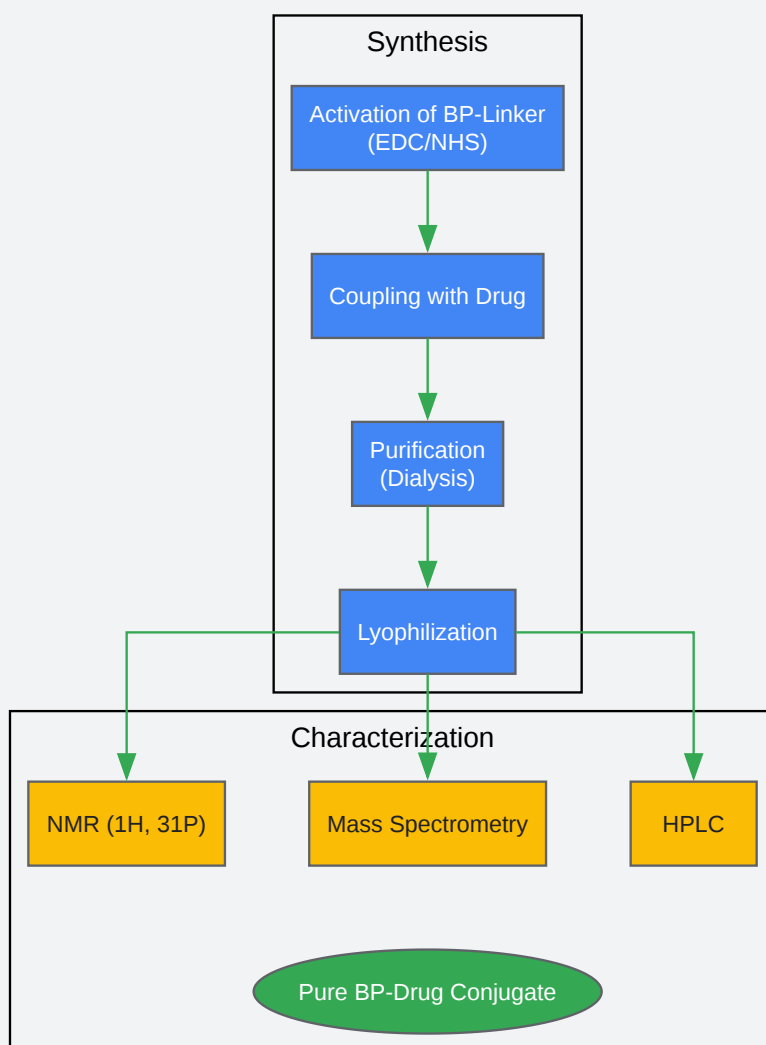 Synthesis
Activation of BP-Linker
(EDC/NHS)
Coupling with Drug
Purification
(Dialysis)
Lyophilization
Characterization
NMR (1H, 31P)
Mass Spectrometry
HPLC
Pure BP-Drug Conjugate